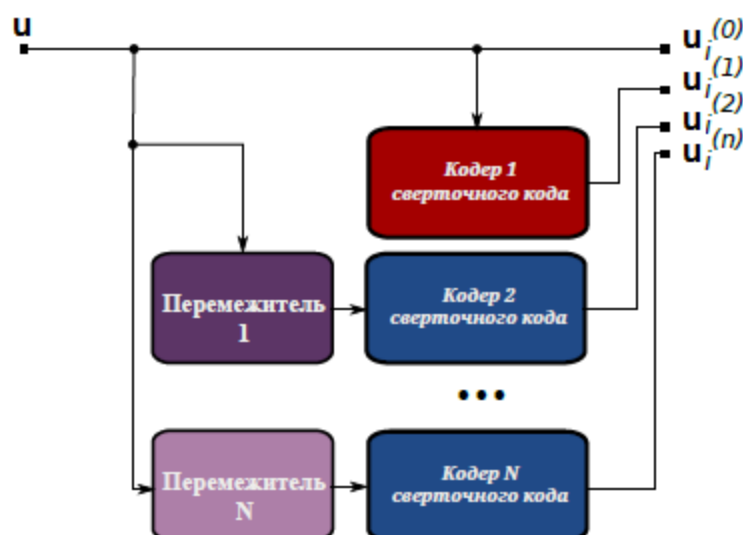 u
u_i^(0)
u_i^(1)
u_i^(2)
u_i^(n)
Кодер 1
сверточного кода
Перемежитель
1
Кодер 2
сверточного кода
•••
Перемежитель
N
Кодер N
сверточного кода